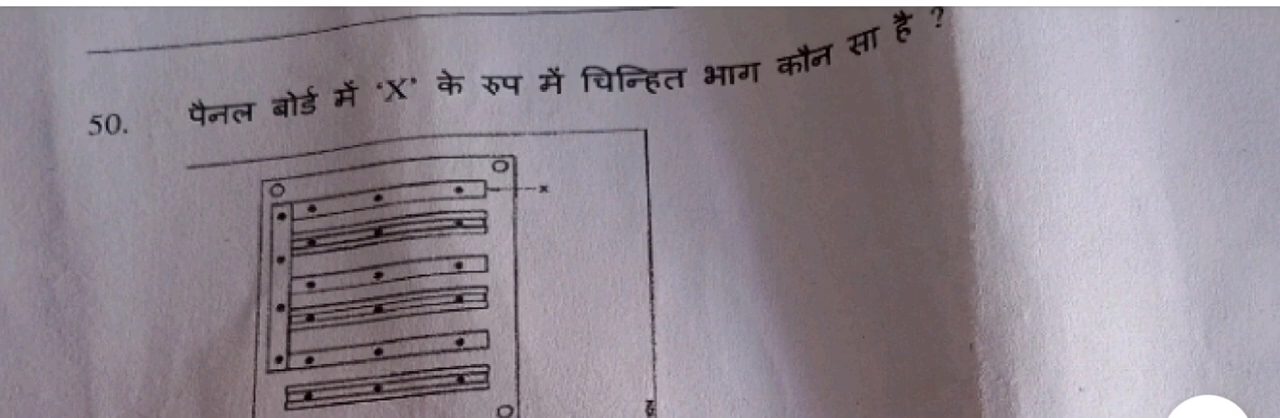 50. पैनल बोर्ड में 'X' के रुप में चिन्हित भाग कौन सा है ?
x